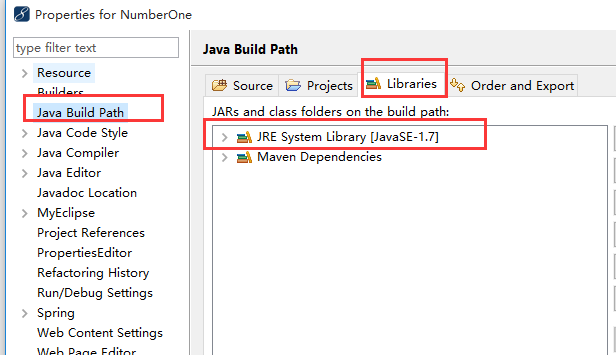 Properties for NumberOne
type filter text
Resource
Builders
Java Build Path
Java Code Style
Java Compiler
Java Editor
Javadoc Location
MyEclipse
Project References
PropertiesEditor
Refactoring History
Run/Debug Settings
Spring
Web Content Settings
Web Page Editor
Java Build Path
Source Projects Libraries Order and Export
JARs and class folders on the build path:
JRE System Library [JavaSE-1.7]
Maven Dependencies